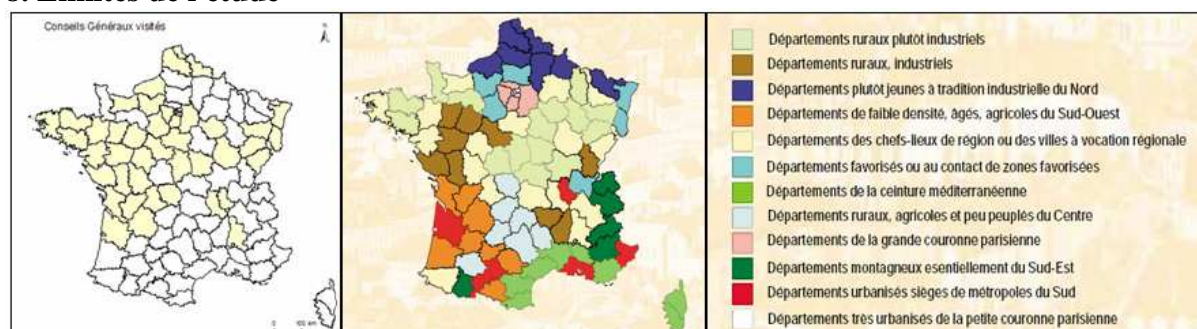 Conseils Généraux visités
N
0 100 km
Départements ruraux plutôt industriels
Départements ruraux, industriels
Départements plutôt jeunes à tradition industrielle du Nord
Départements de faible densité, âgés, agricoles du Sud-Ouest
Départements des chefs-lieux de région ou des villes à vocation régionale
Départements favorisés ou au contact de zones favorisées
Départements de la ceinture méditerranéenne
Départements ruraux, agricoles et peu peuplés du Centre
Départements de la grande couronne parisienne
Départements montagneux esentiellement du Sud-Est
Départements urbanisés sièges de métropoles du Sud
Départements très urbanisés de la petite couronne parisienne